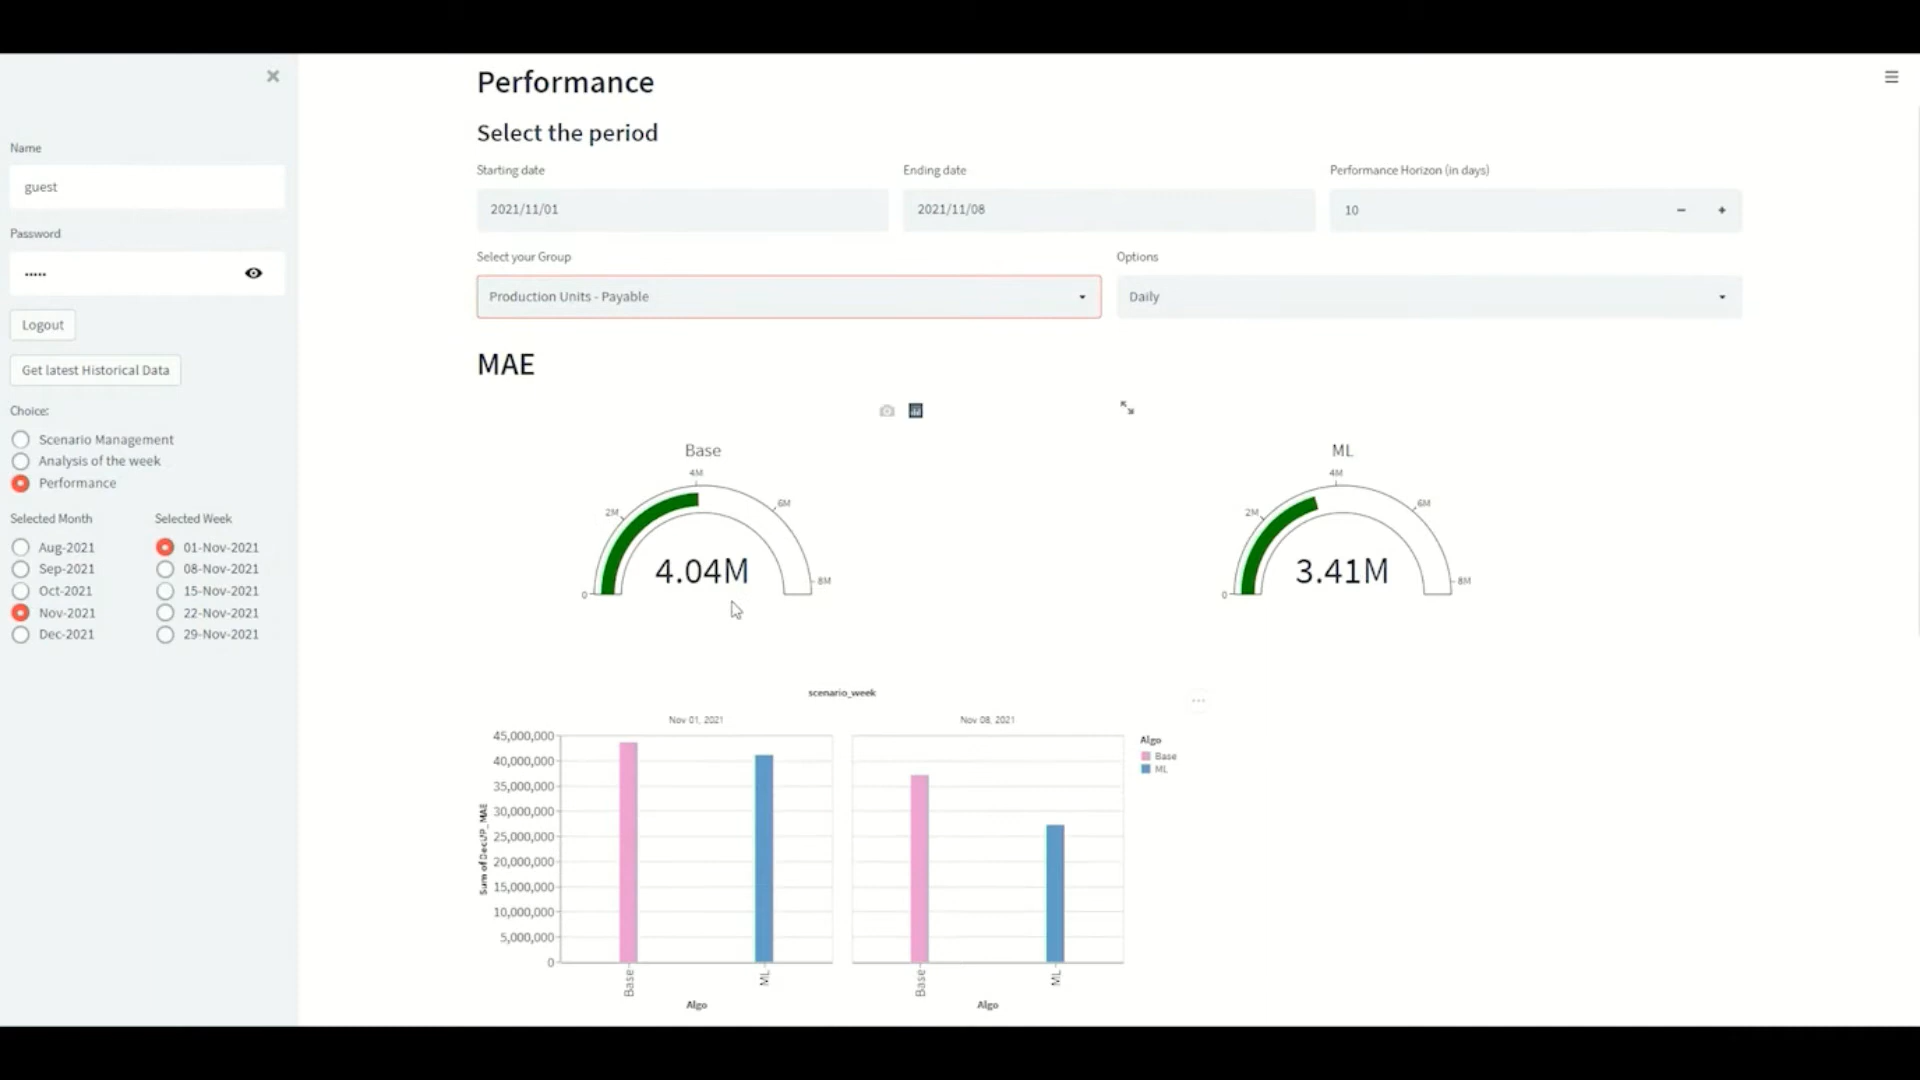 Performance
Select the period
Starting date
Ending date
Performance Horizon (in days)
2021/11/01
2021/11/08
10
Select your Group
Options
Production Units - Payable
Daily
Name
guest
Password
•••••
Logout
Get latest Historical Data
Choice:
Scenario Management
Analysis of the week
Performance
Selected Month
Selected Week
Aug-2021
01-Nov-2021
Sep-2021
08-Nov-2021
Oct-2021
15-Nov-2021
Nov-2021
22-Nov-2021
Dec-2021
29-Nov-2021
MAE
Base
0
2M
4M
6M
8M
4.04M
ML
0
2M
4M
6M
8M
3.41M
scenario_week
Nov 01, 2021
Nov 08, 2021
45,000,000
40,000,000
35,000,000
30,000,000
25,000,000
20,000,000
15,000,000
10,000,000
5,000,000
0
Sum of
Base
ML
Base
ML
Algo
Algo
Algo
Base
ML